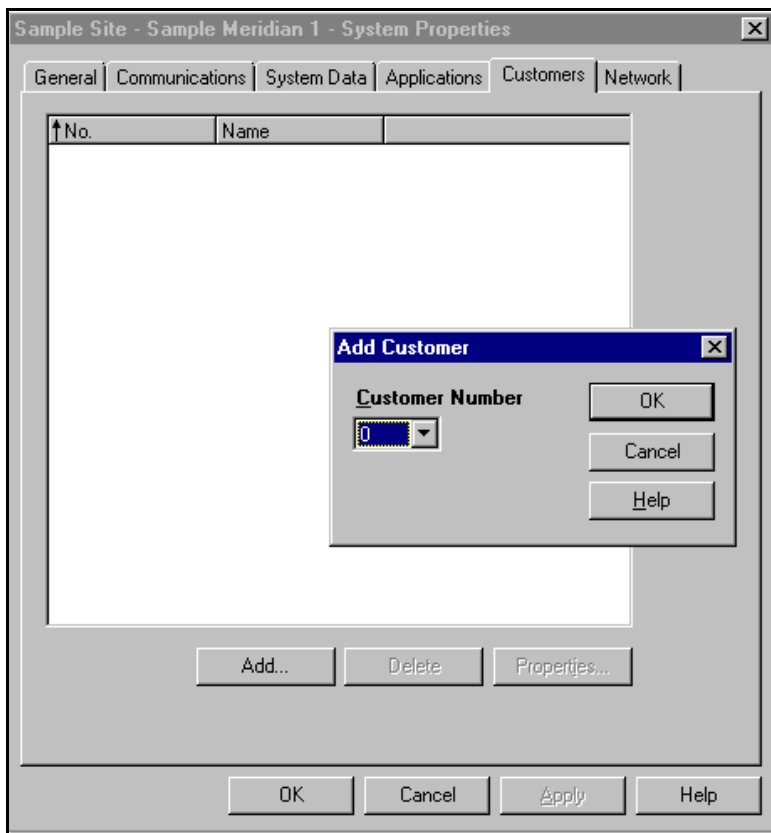 Sample Site - Sample Meridian 1 - System Properties
General Communications System Data Applications Customers Network
No. Name
Add Customer
Customer Number
0
OK
Cancel
Help
Add... Delete Properties...
OK Cancel Apply Help